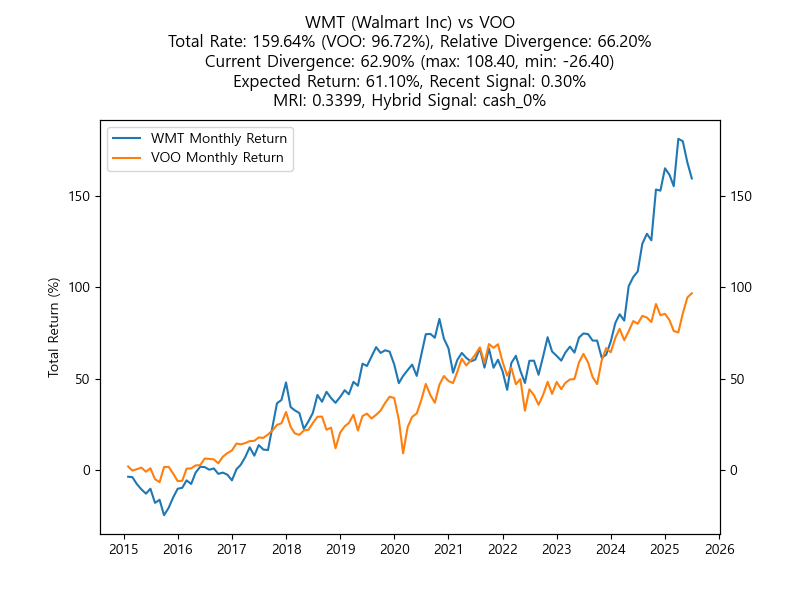 WMT (Walmart Inc) vs VOO
Total Rate: 159.64% (VOO: 96.72%), Relative Divergence: 66.20%
Current Divergence: 62.90% (max: 108.40, min: -26.40)
Expected Return: 61.10%, Recent Signal: 0.30%
MRI: 0.3399, Hybrid Signal: cash_0%
WMT Monthly Return
VOO Monthly Return
Total Return (%)
150
100
50
0
150
100
50
0
2015 2016 2017 2018 2019 2020 2021 2022 2023 2024 2025 2026